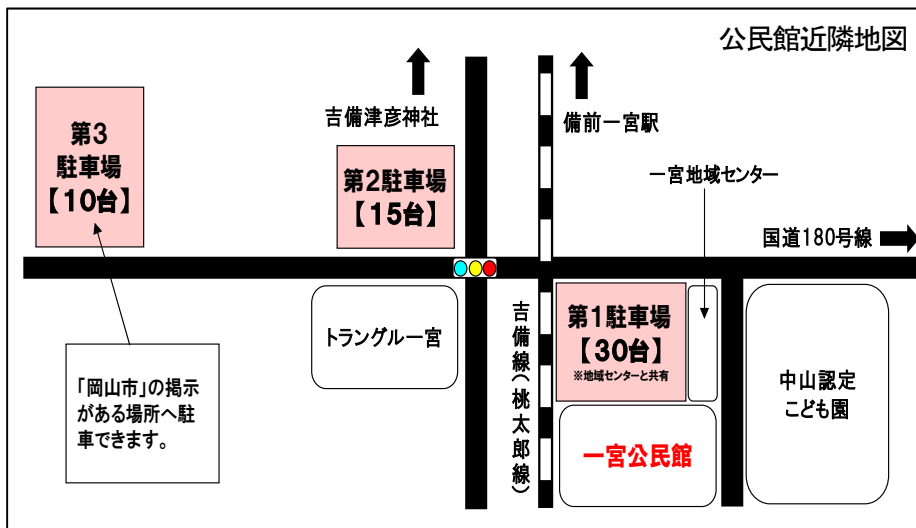 公民館近隣地図
吉備津彦神社
備前一宮駅
第3
駐車場
【10台】
第2駐車場
【15台】
一宮地域センター
国道180号線
トラングル一宮
吉備線(桃太郎線)
第1駐車場
【30台】
※地域センターと共有
中山認定
こども園
「岡山市」の掲示
がある場所へ駐
車できます。
一宮公民館